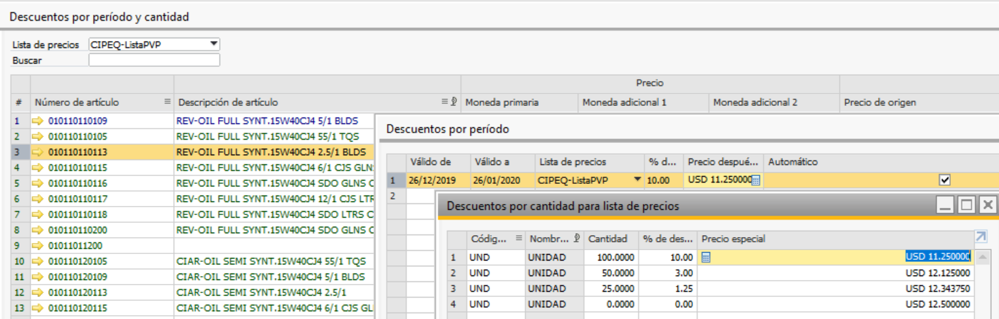 Descuentos por período y cantidad
Lista de precios CIPEQ-ListaPVP
Buscar
Precio
# Número de artículo Descripción de artículo Moneda primaria Moneda adicional 1 Moneda adicional 2 Precio de origen
1 010110110109 REV-OIL FULL SYNT.15W40CJ4 5/1 BLDS
2 010110110105 REV-OIL FULL SYNT.15W40CJ4 55/1 TQS
3 010110110113 REV-OIL FULL SYNT.15W40CJ4 2.5/1 BLDS
4 010110110115 REV-OIL FULL SYNT.15W40CJ4 6/1 CJS GLN
5 010110110116 REV-OIL FULL SYNT.15W40CJ4 SDO GLNS C
6 010110110117 REV-OIL FULL SYNT.15W40CJ4 12/1 CJS LTR
7 010110110118 REV-OIL FULL SYNT.15W40CJ4 SDO LTRS C
8 010110110200 REV-OIL FULL SYNT.15W40CJ4 SDO GLNS C
9 01011011200
10 010110120105 CIAR-OIL SEMI SYNT.15W40CJ4 55/1 TQS
11 010110120109 CIAR-OIL SEMI SYNT.15W40CJ4 5/1 BLDS
12 010110120113 CIAR-OIL SEMI SYNT.15W40CJ4 2.5/1
13 010110120115 CIAR-OIL SEMI SYNT.15W40CJ4 6/1 CJS GL
Descuentos por período
Válido de Válido a Lista de precios % d... Precio despué... Automático
1 26/12/2019 26/01/2020 CIPEQ-ListaPVP 10.00 USD 11.250000
2
Descuentos por cantidad para lista de precios
Códig... Nombr... Cantidad % de des... Precio especial
1 UND UNIDAD 100.0000 10.00 USD 11.250000
2 UND UNIDAD 50.0000 3.00 USD 12.125000
3 UND UNIDAD 25.0000 1.25 USD 12.343750
4 UND UNIDAD 0.0000 0.00 USD 12.500000